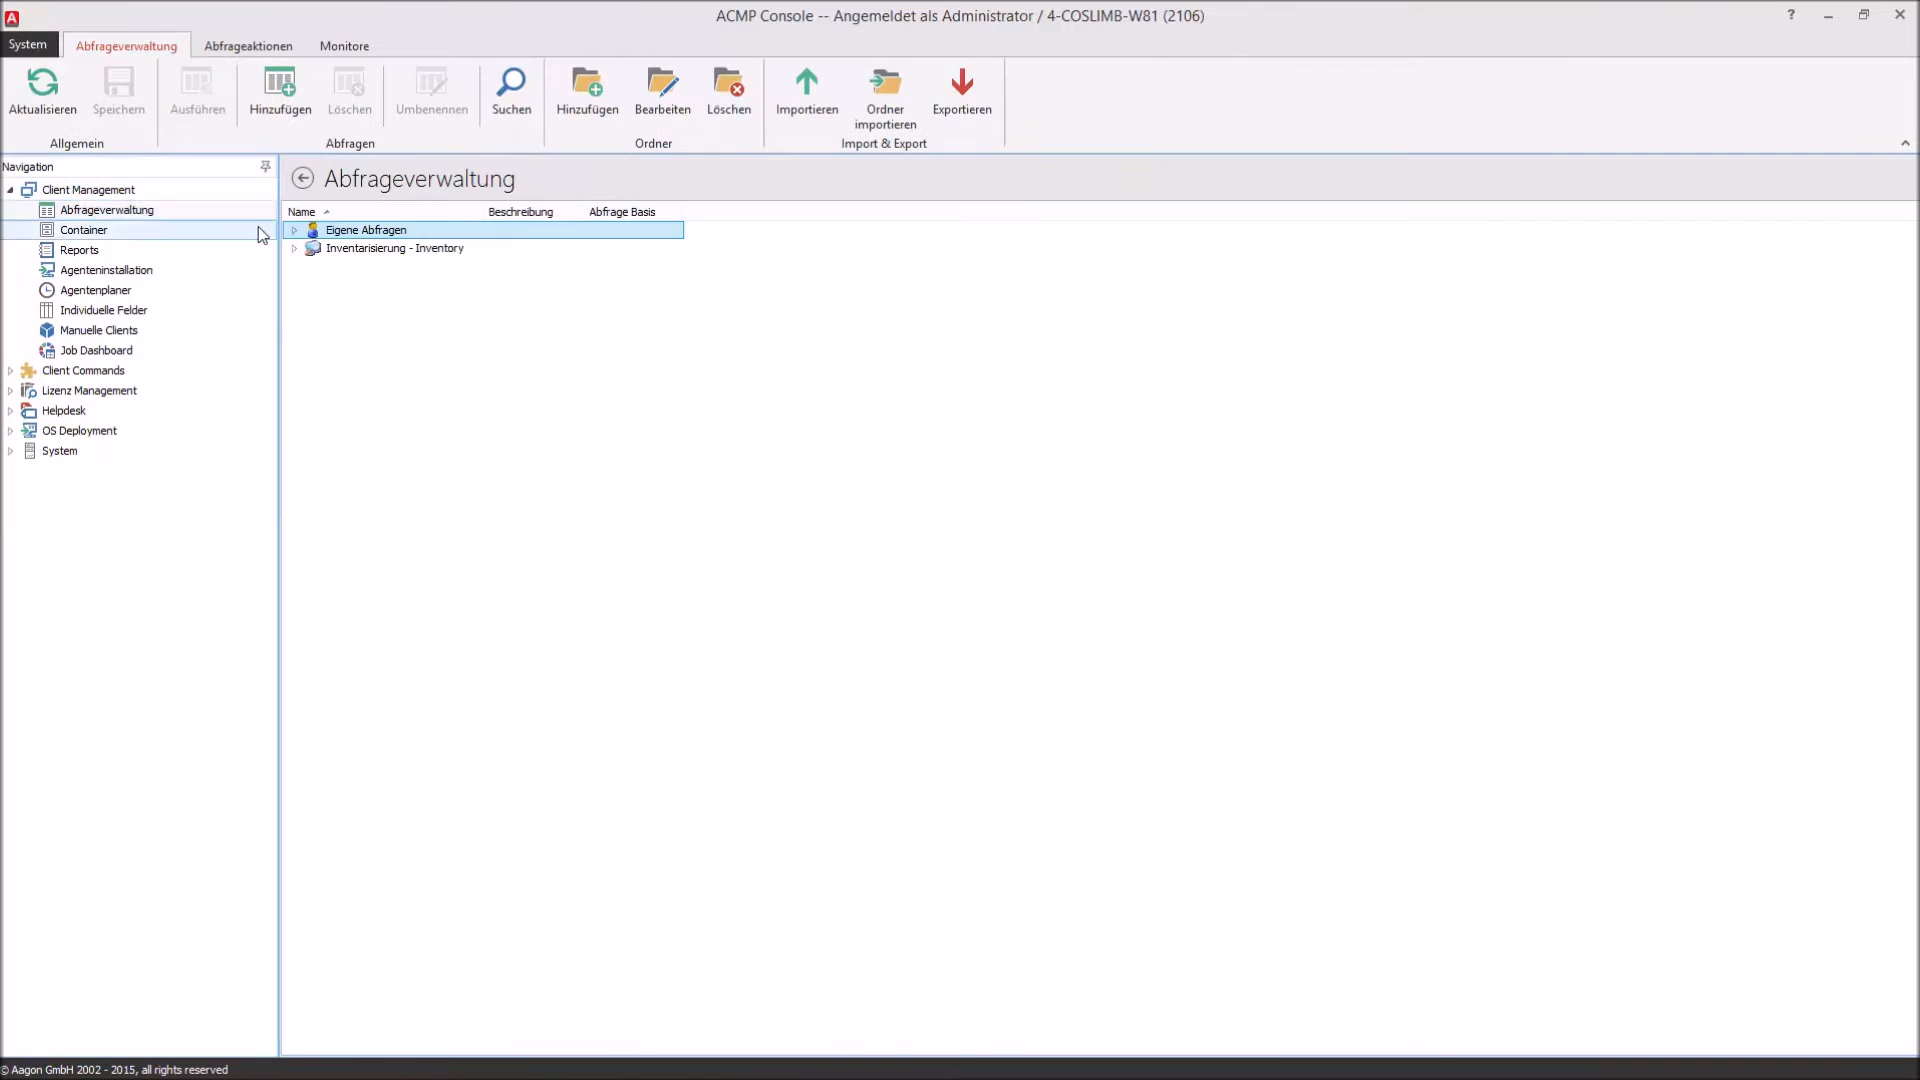 ACMP Console -- Angemeldet als Administrator / 4-COSLIMB-W81 (2106)
System Abfrageverwaltung Abfrageaktionen Monitore
Aktualisieren Speichern Ausführen Hinzufügen Löschen Umbenennen Suchen Hinzufügen Bearbeiten Löschen Importieren Ordner importieren Exportieren
Allgemein Abfragen Ordner Import & Export
Navigation
Client Management
Abfrageverwaltung
Container
Reports
Agenteninstallation
Agentenplaner
Individuelle Felder
Manuelle Clients
Job Dashboard
Client Commands
Lizenz Management
Helpdesk
OS Deployment
System
Abfrageverwaltung
Name Beschreibung Abfrage Basis
Eigene Abfragen
Inventarisierung - Inventory
© Aagon GmbH 2002 - 2015, all rights reserved